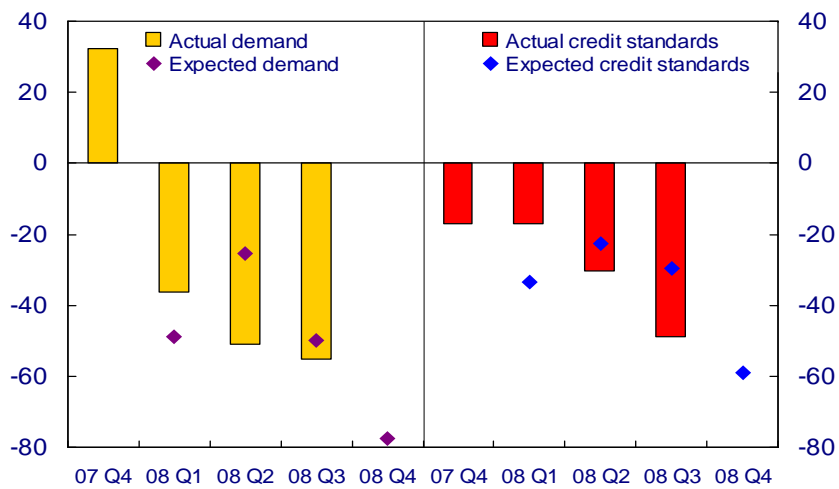 40
20
0
-20
-40
-60
-80
Actual demand
Expected demand
Actual credit standards
Expected credit standards
40
20
0
-20
-40
-60
-80
07 Q4 08 Q1 08 Q2 08 Q3 08 Q4 07 Q4 08 Q1 08 Q2 08 Q3 08 Q4